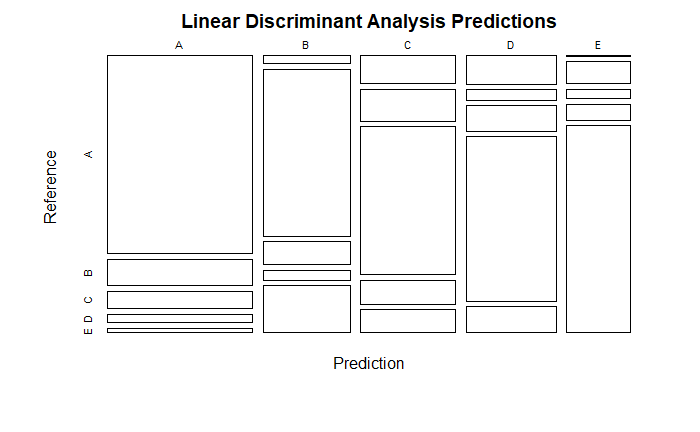 Linear Discriminant Analysis Predictions
A B C D E
Reference
A
B
C
D
E
Prediction